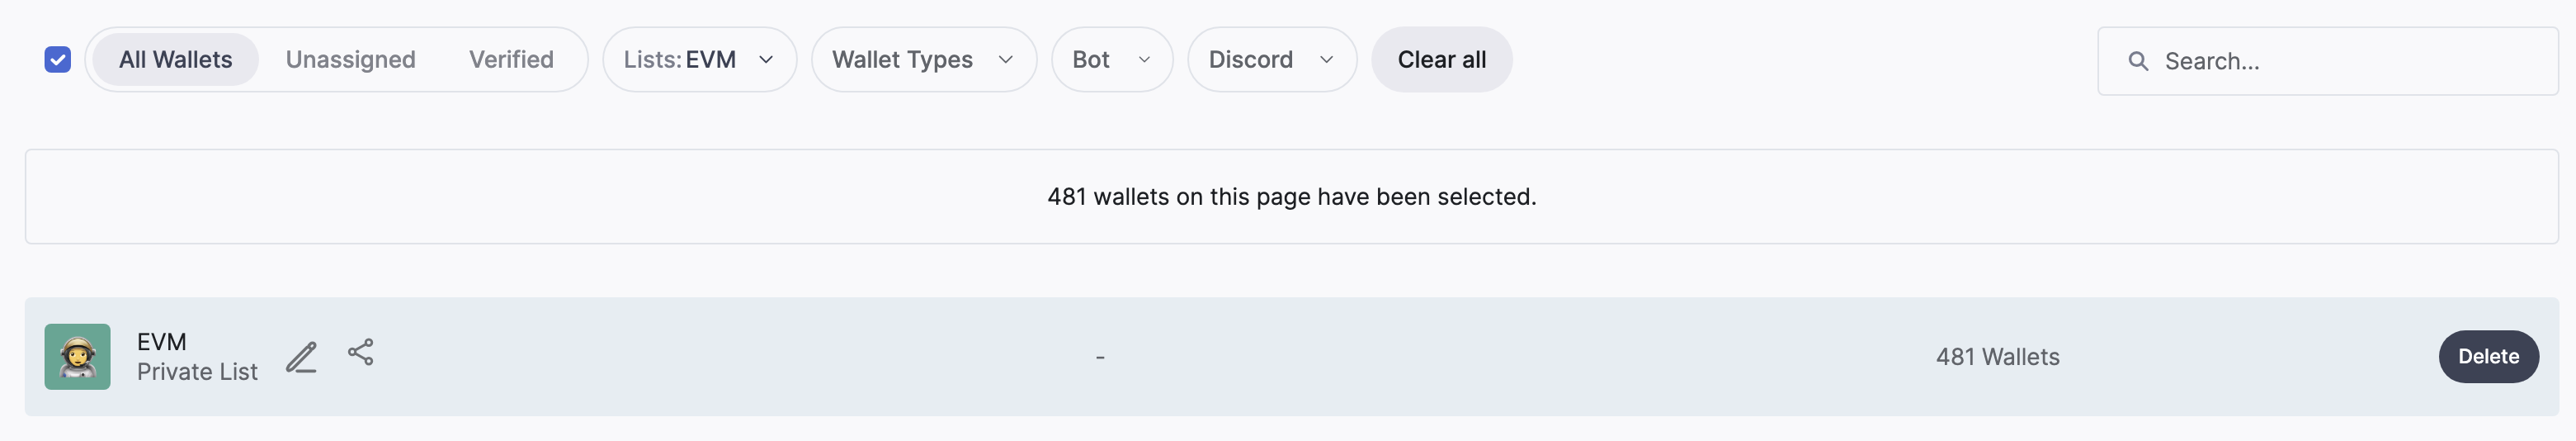 All Wallets Unassigned Verified Lists: EVM Wallet Types Bot Discord Clear all Search...
481 wallets on this page have been selected.
EVM
Private List
- 481 Wallets Delete